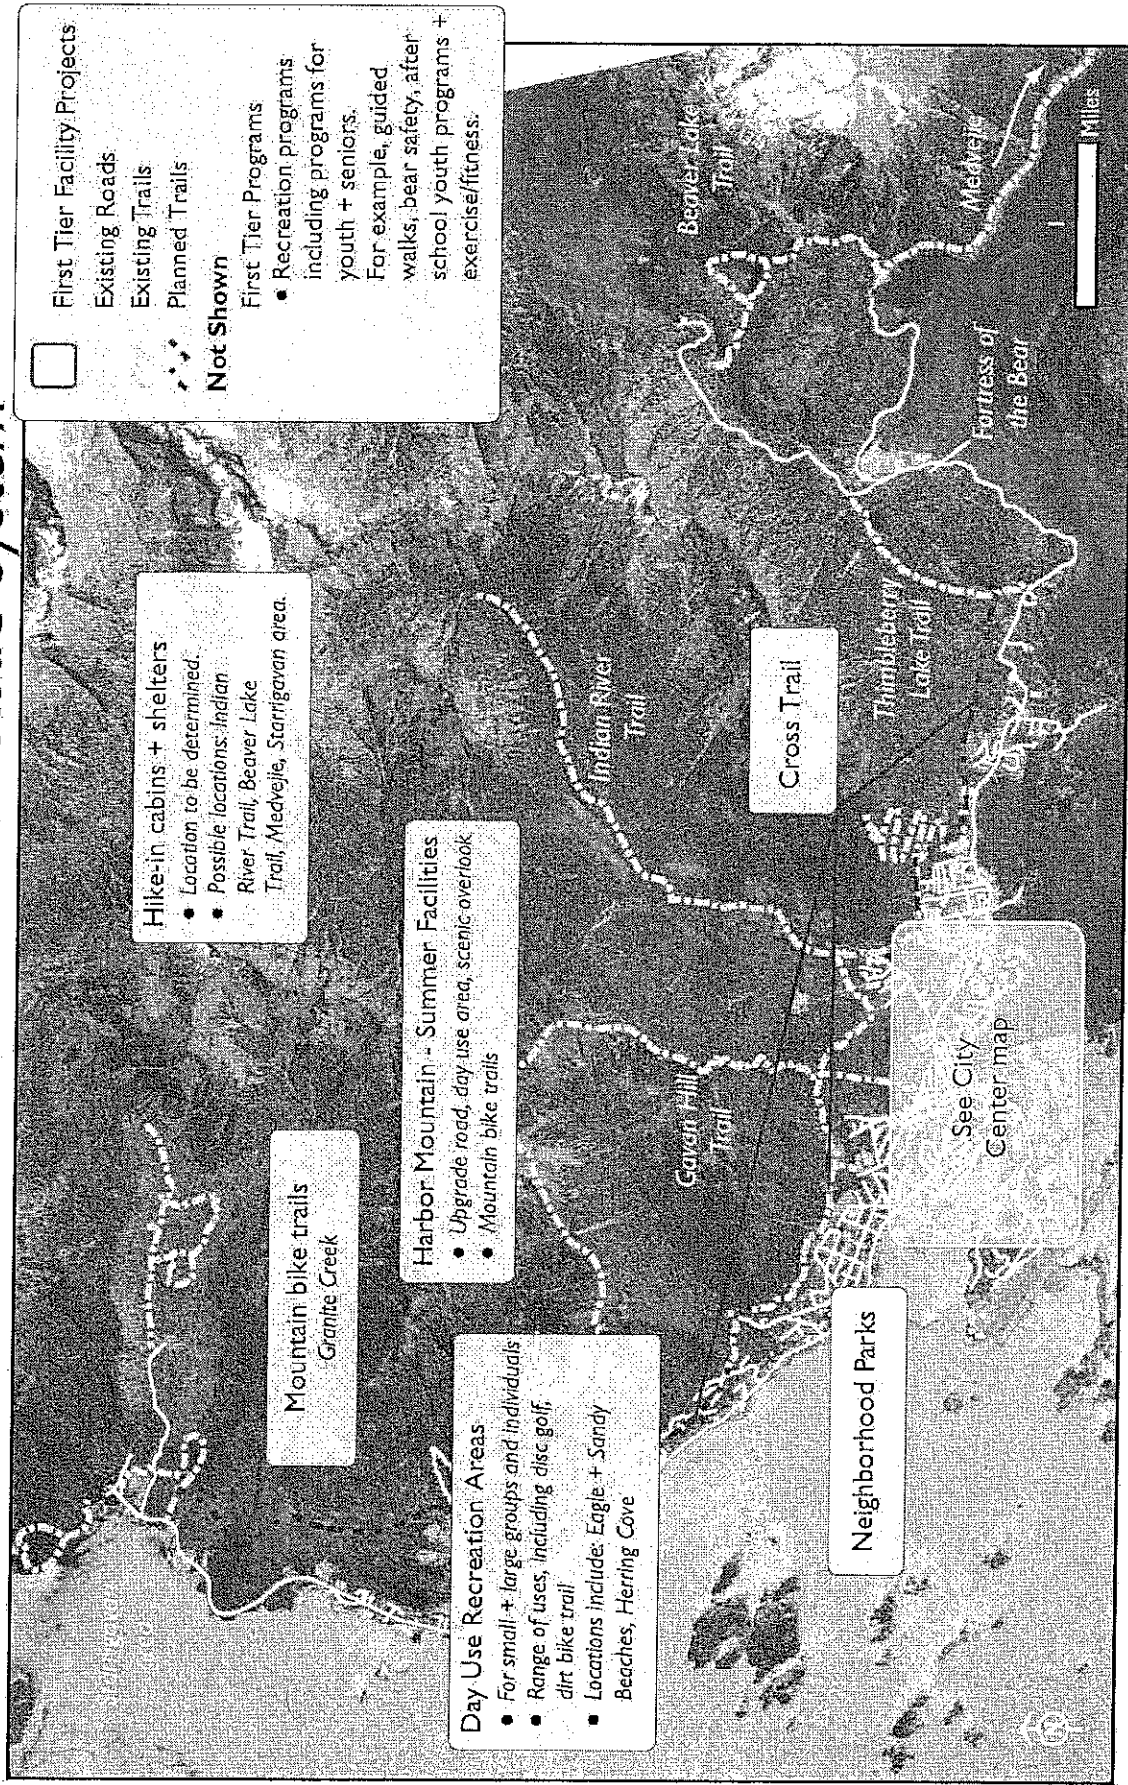 First Tier Facility Projects
Existing Roads
Existing Trails
Planned Trails
Not Shown
First Tier Programs
• Recreation programs
including programs for
youth + seniors.
For example, guided
walks, bear safety, after
school youth programs +
exercise/fitness.
Hike-in cabins + shelters
• Location to be determined.
• Possible locations: Indian
River Trail, Beaver Lake
Trail, Medvejie, Starrigavan area.
Mountain bike trails
Granite Creek
Harbor Mountain - Summer Facilities
• Upgrade road, day use area, scenic overlook
• Mountain bike trails
Day Use Recreation Areas
• For small + large groups and individuals
• Range of uses, including disc golf,
dirt bike trail
• Locations include: Eagle + Sandy
Beaches, Herring Cove
Indian River
Trail
Gavan Hill
Trail
Cross Trail
Beaver Lake
Trail
Thimbleberry
Lake Trail
Fortress of
the Bear
Medvejie
1
Miles
Neighborhood Parks
See City
Center map
N